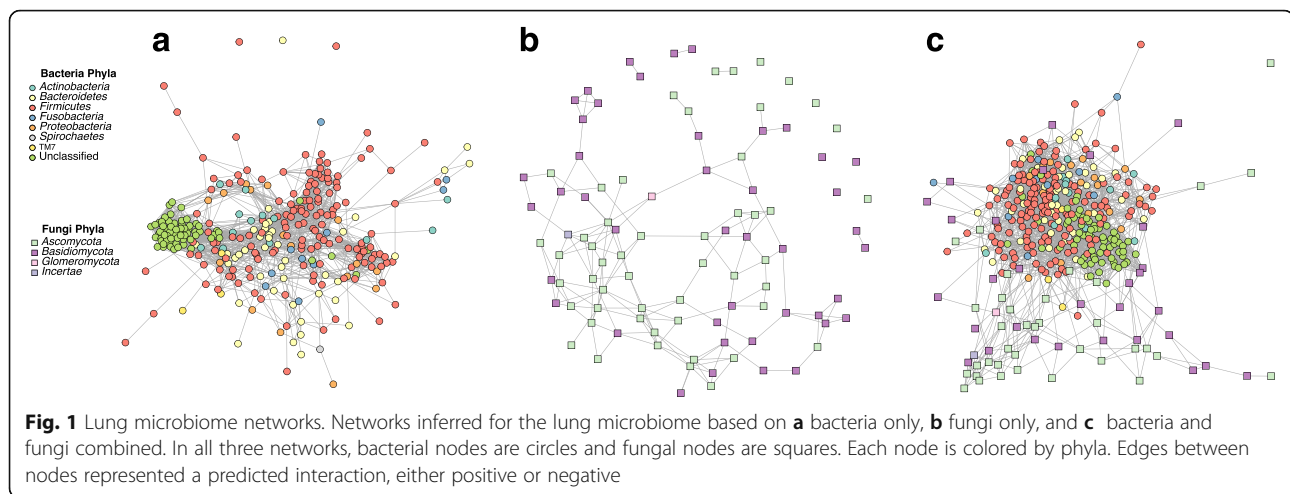 a
b
c
Bacteria Phyla
Actinobacteria
Bacteroidetes
Firmicutes
Fusobacteria
Proteobacteria
Spirochaetes
TM7
Unclassified
Fungi Phyla
Ascomycota
Basidiomycota
Glomeromycota
Incertae
Fig. 1 Lung microbiome networks. Networks inferred for the lung microbiome based on a bacteria only, b fungi only, and c bacteria and
fungi combined. In all three networks, bacterial nodes are circles and fungal nodes are squares. Each node is colored by phyla. Edges between
nodes represented a predicted interaction, either positive or negative